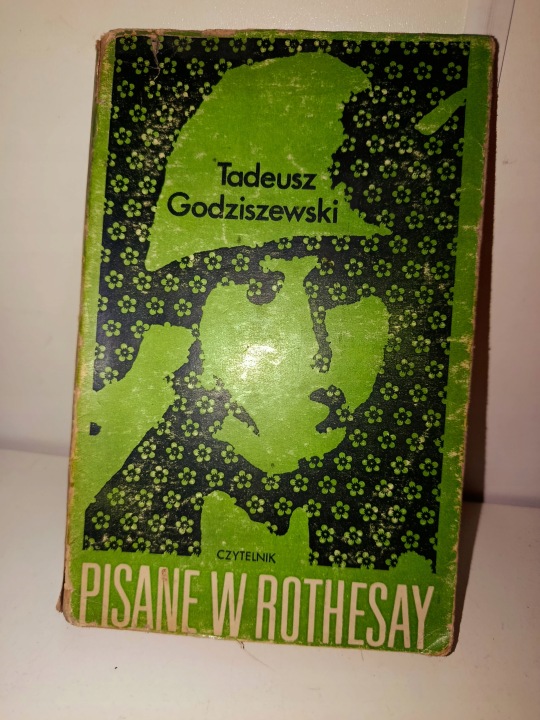 Tadeusz
Godziszewski
CZYTELNIK
PISANE W ROTHESAY